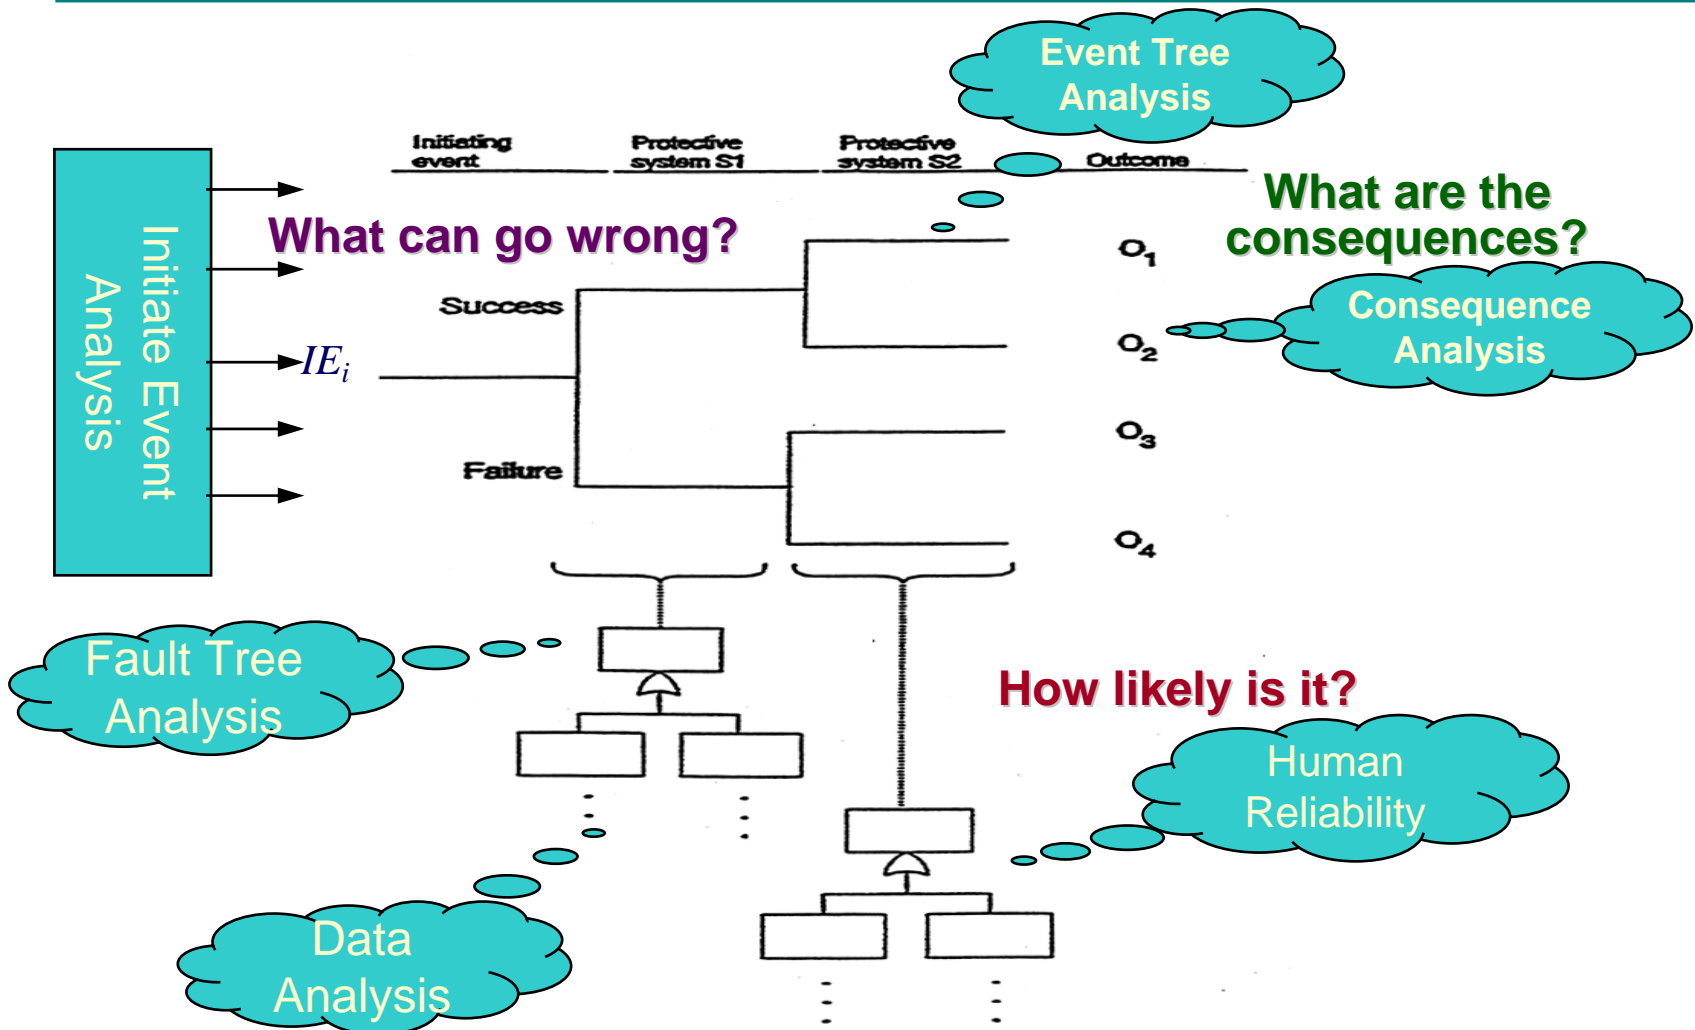 Event Tree
Analysis
Initiating
event
Protective
system S1
Protective
system S2
Outcome
What are the
consequences?
What can go wrong?
Initiate Event
Analysis
O₁
Success
Consequence
Analysis
O₂
IEᵢ
O₃
Failure
O₄
Fault Tree
Analysis
How likely is it?
Human
Reliability
Data
Analysis